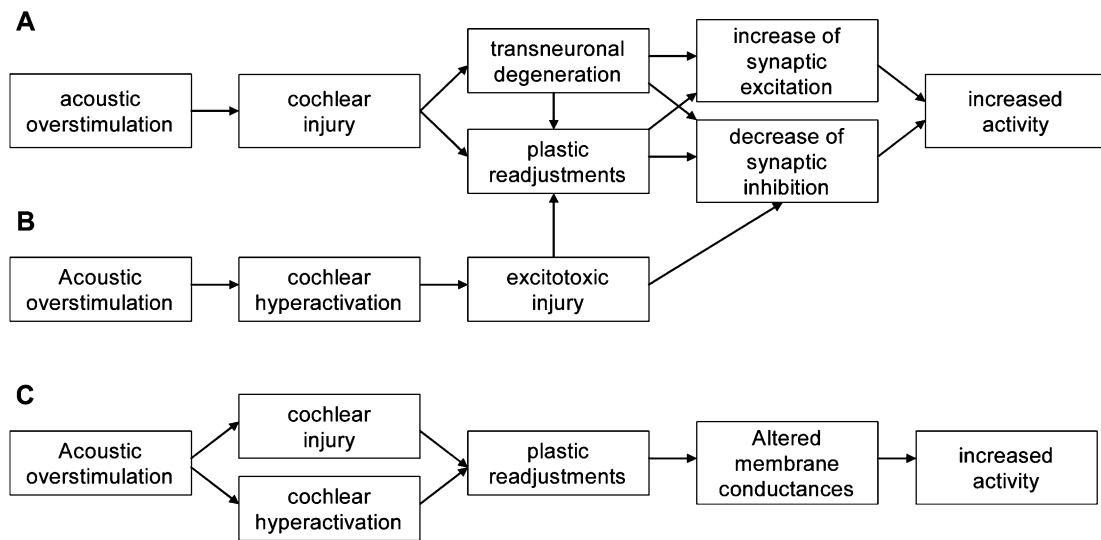 A
acoustic
overstimulation
cochlear
injury
transneuronal
degeneration
plastic
readjustments
increase of
synaptic
excitation
decrease of
synaptic
inhibition
increased
activity
B
Acoustic
overstimulation
cochlear
hyperactivation
excitotoxic
injury
C
Acoustic
overstimulation
cochlear
injury
cochlear
hyperactivation
plastic
readjustments
Altered
membrane
conductances
increased
activity